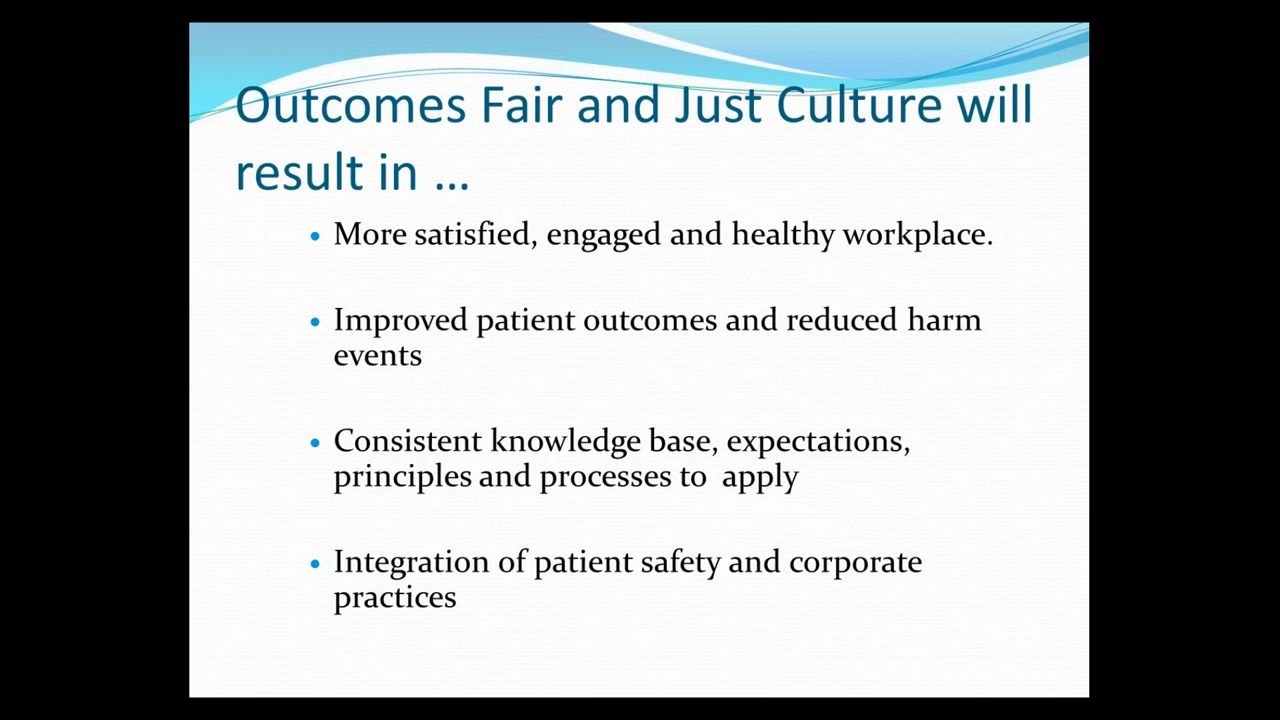 Outcomes Fair and Just Culture will
result in ...
• More satisfied, engaged and healthy workplace.
• Improved patient outcomes and reduced harm
events
• Consistent knowledge base, expectations,
principles and processes to  apply
• Integration of patient safety and corporate
practices